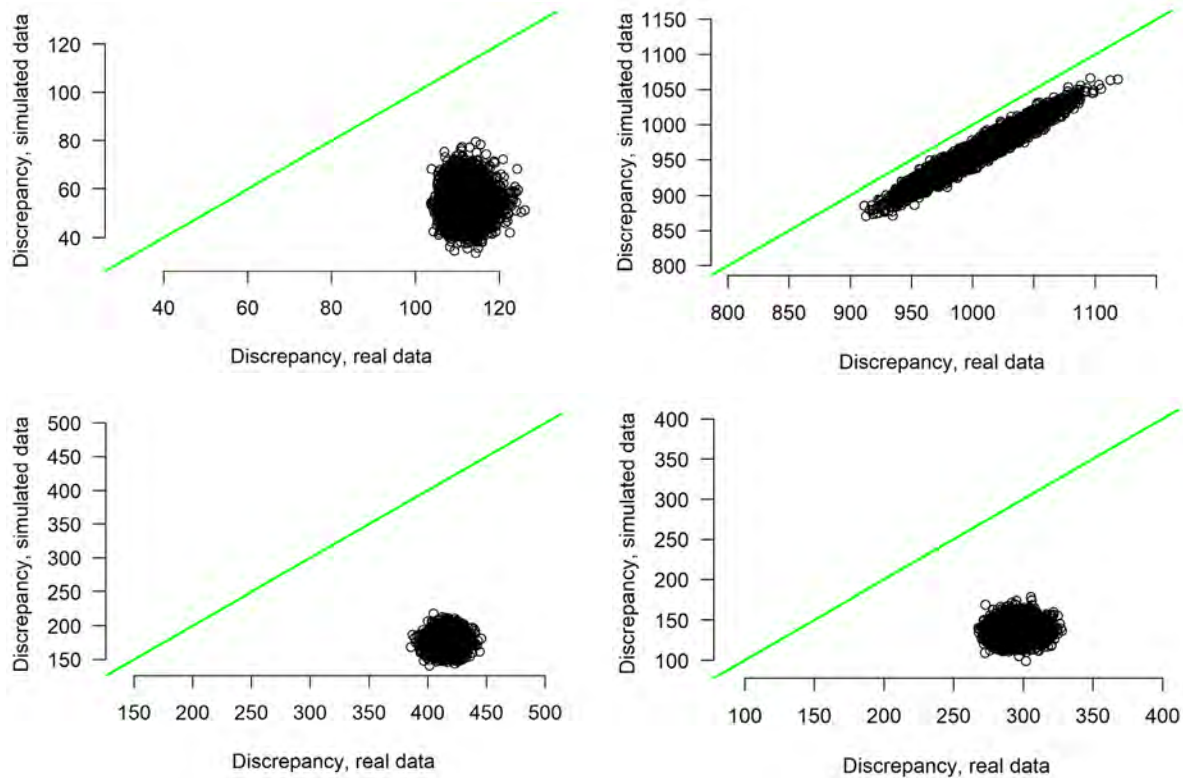 Discrepancy, simulated data
120
100
80
60
40
40 60 80 100 120
Discrepancy, real data
Discrepancy, simulated data
1150
1100
1050
1000
950
900
850
800
800 850 900 950 1000 1100
Discrepancy, real data
Discrepancy, simulated data
500
450
400
350
300
250
200
150
150 200 250 300 350 400 450 500
Discrepancy, real data
Discrepancy, simulated data
400
350
300
250
200
150
100
100 150 200 250 300 350 400
Discrepancy, real data